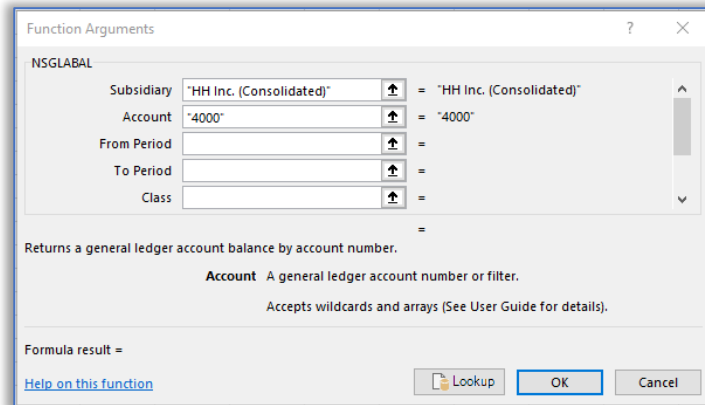 Function Arguments ? ×
NSGLABAL
Subsidiary "HH Inc. (Consolidated)" = "HH Inc. (Consolidated)"
Account "4000" = "4000"
From Period =
To Period =
Class =
=
Returns a general ledger account balance by account number.
Account A general ledger account number or filter.
Accepts wildcards and arrays (See User Guide for details).
Formula result =
Help on this function Lookup OK Cancel